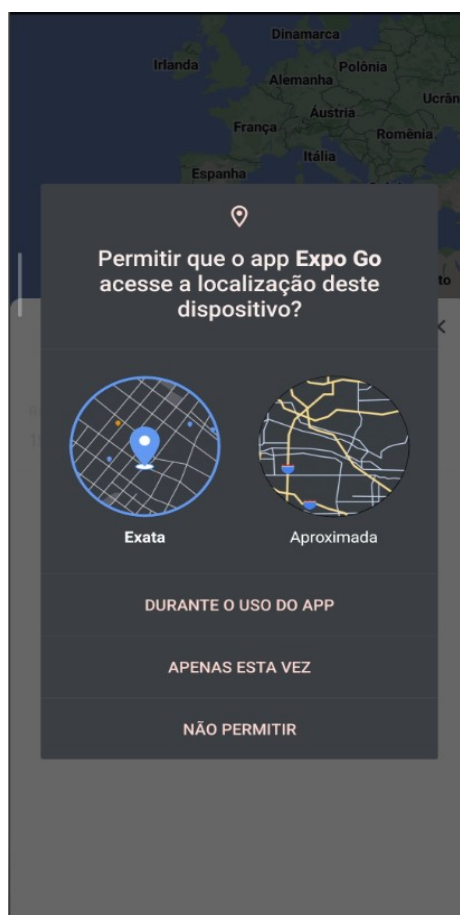 Dinamarca
Irlanda
Polônia
Alemanha
Ucrân
Áustria
França
Romênia
Itália
Espanha
Permitir que o app Expo Go
acesse a localização deste
dispositivo?
to
Exata
Aproximada
DURANTE O USO DO APP
APENAS ESTA VEZ
NÃO PERMITIR